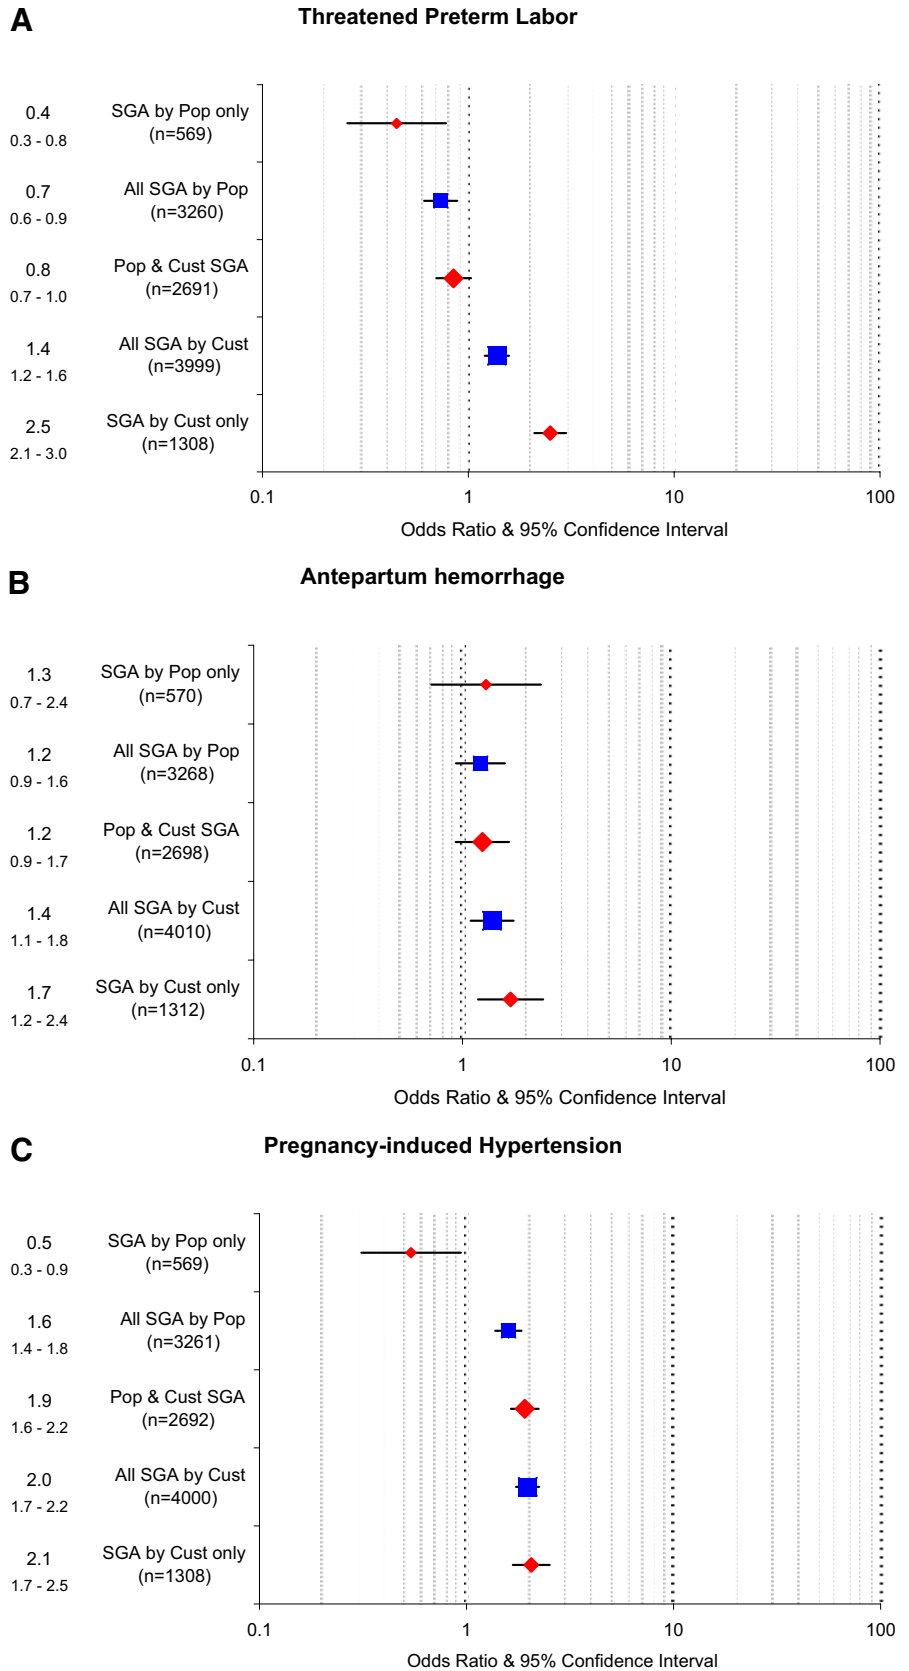 A
Threatened Preterm Labor
0.4
0.3 - 0.8
SGA by Pop only
(n=569)
0.7
0.6 - 0.9
All SGA by Pop
(n=3260)
0.8
0.7 - 1.0
Pop & Cust SGA
(n=2691)
1.4
1.2 - 1.6
All SGA by Cust
(n=3999)
2.5
2.1 - 3.0
SGA by Cust only
(n=1308)
0.1 1 10 100
Odds Ratio & 95% Confidence Interval
B
Antepartum hemorrhage
1.3
0.7 - 2.4
SGA by Pop only
(n=570)
1.2
0.9 - 1.6
All SGA by Pop
(n=3268)
1.2
0.9 - 1.7
Pop & Cust SGA
(n=2698)
1.4
1.1 - 1.8
All SGA by Cust
(n=4010)
1.7
1.2 - 2.4
SGA by Cust only
(n=1312)
0.1 1 10 100
Odds Ratio & 95% Confidence Interval
C
Pregnancy-induced Hypertension
0.5
0.3 - 0.9
SGA by Pop only
(n=569)
1.6
1.4 - 1.8
All SGA by Pop
(n=3261)
1.9
1.6 - 2.2
Pop & Cust SGA
(n=2692)
2.0
1.7 - 2.2
All SGA by Cust
(n=4000)
2.1
1.7 - 2.5
SGA by Cust only
(n=1308)
0.1 1 10 100
Odds Ratio & 95% Confidence Interval